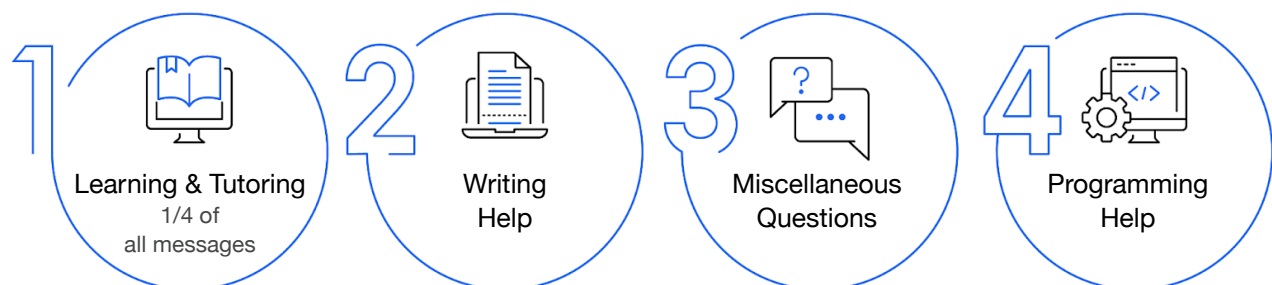 1
Learning & Tutoring
1/4 of
all messages
2
Writing
Help
3
?
Miscellaneous
Questions
4
</>
Programming
Help